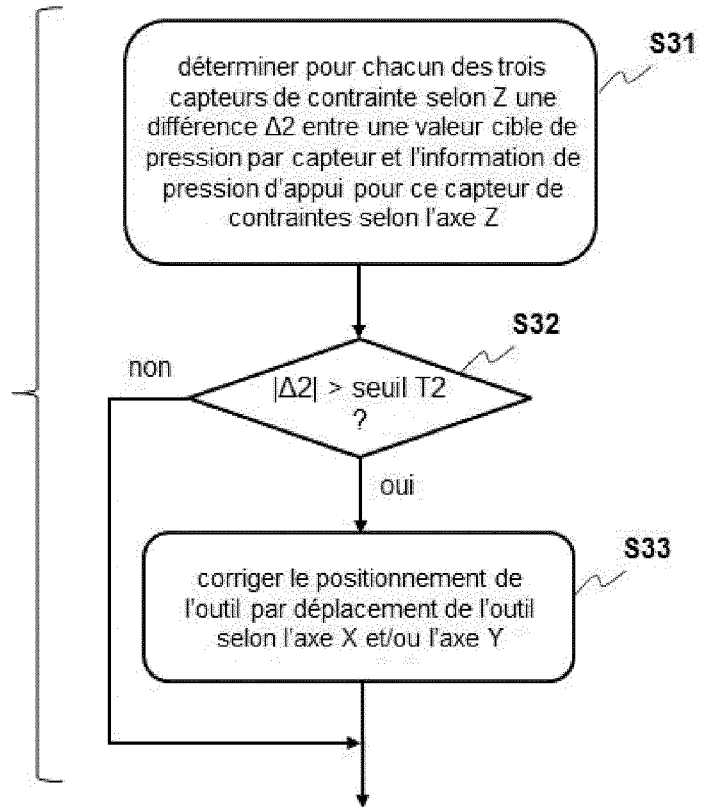 S31
déterminer pour chacun des trois
capteurs de contrainte selon Z une
différence Δ2 entre une valeur cible de
pression par capteur et l'information de
pression d'appui pour ce capteur de
contraintes selon l'axe Z
S32
non
|Δ2| > seuil T2
?
oui
S33
corriger le positionnement de
l'outil par déplacement de l'outil
selon l'axe X et/ou l'axe Y